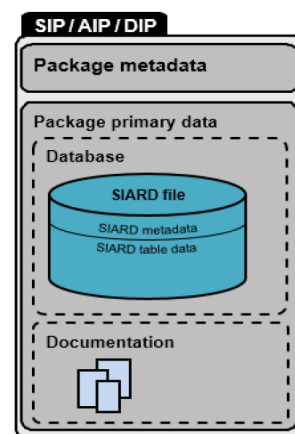 SIP / AIP / DIP
Package metadata
Package primary data
Database
SIARD file
SIARD metadata
SIARD table data
Documentation